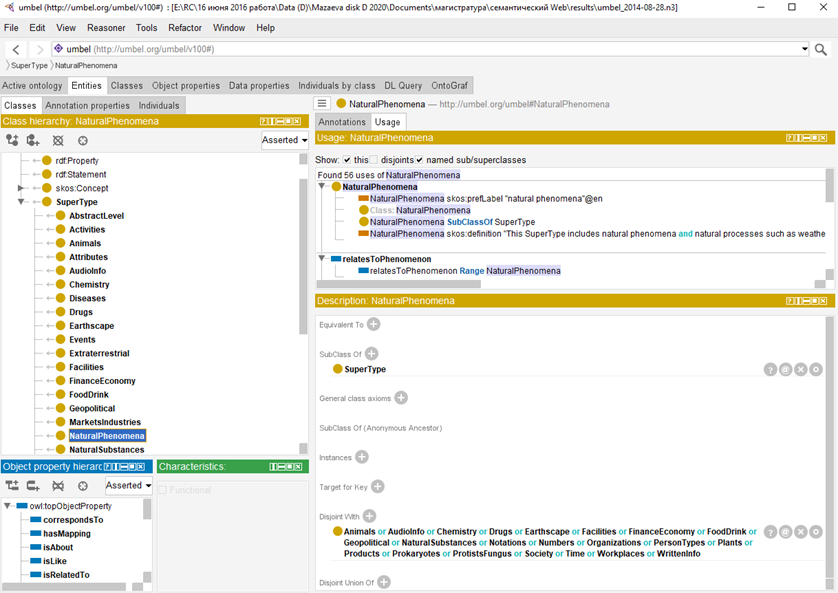 umbel (http://umbel.org/umbel/v100#) : [E:\RC\16 июня 2016 путая\Data (D)\Mazaeva disk D 2020\Documents\магистратура\семантический Web\results\umbel_2014-08-28.n3]
File Edit View Reasoner Tools Refactor Window Help
umbel (http://umbel.org/umbel/v100#)
SuperType NaturalPhenomena
Active ontology Entities Classes Object properties Data properties Individuals by class DL Query OntoGraf
Classes Annotation properties Individuals
Class hierarchy: NaturalPhenomena
Asserted
rdf:Property
rdf:Statement
skos:Concept
SuperType
AbstractLevel
Activities
Animals
Attributes
AudioInfo
Chemistry
Diseases
Drugs
Earthscape
Events
Extraterrestrial
Facilities
FinanceEconomy
FoodDrink
Geopolitical
MarketsIndustries
NaturalPhenomena
NaturalSubstances
Object property hierarc
Asserted
owl:topObjectProperty
correspondsTo
hasMapping
isAbout
isLike
isRelatedTo
Characteristics:
Functional
NaturalPhenomena — http://umbel.org/umbel#NaturalPhenomena
Annotations Usage
Usage: NaturalPhenomena
Show: this disjoints named sub/superclasses
Found 56 uses of NaturalPhenomena
NaturalPhenomena
NaturalPhenomena skos:prefLabel "natural phenomena"@en
Class: NaturalPhenomena
NaturalPhenomena SubClassOf SuperType
NaturalPhenomena skos:definition "This SuperType includes natural phenomena and natural processes such as weathe
relatesToPhenomenon
relatesToPhenomenon Range NaturalPhenomena
Description: NaturalPhenomena
Equivalent To
SubClass Of
SuperType
General class axioms
SubClass Of (Anonymous Ancestor)
Instances
Target for Key
Disjoint With
Animals or AudioInfo or Chemistry or Drugs or Earthscape or Facilities or FinanceEconomy or FoodDrink or
Geopolitical or NaturalSubstances or Notations or Numbers or Organizations or PersonTypes or Plants or
Products or Prokaryotes or ProtistsFungus or Society or Time or Workplaces or WrittenInfo
Disjoint Union Of